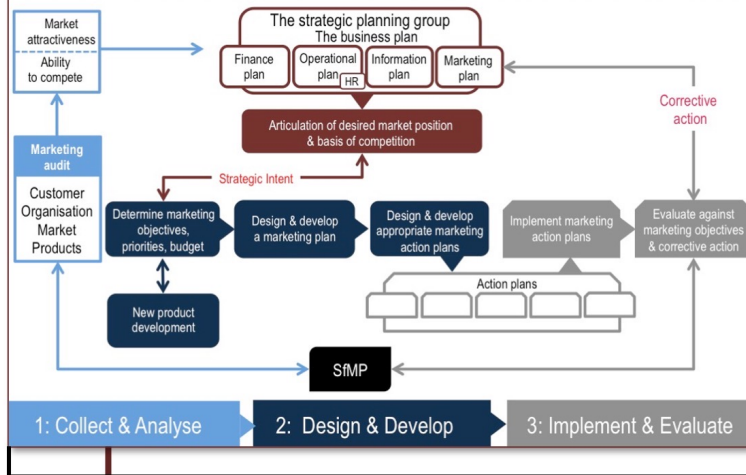 Market
attractiveness
Ability
to compete
The strategic planning group
The business plan
Finance
plan
Operational
plan
HR
Information
plan
Marketing
plan
Corrective
action
Articulation of desired market position
& basis of competition
Marketing
audit
Customer
Organisation
Market
Products
Strategic Intent
Determine marketing
objectives,
priorities, budget
Design & develop
a marketing plan
Design & develop
appropriate marketing
action plans
Implement marketing
action plans
Evaluate against
marketing objectives
& corrective action
New product
development
Action plans
SfMP
1: Collect & Analyse
2: Design & Develop
3: Implement & Evaluate